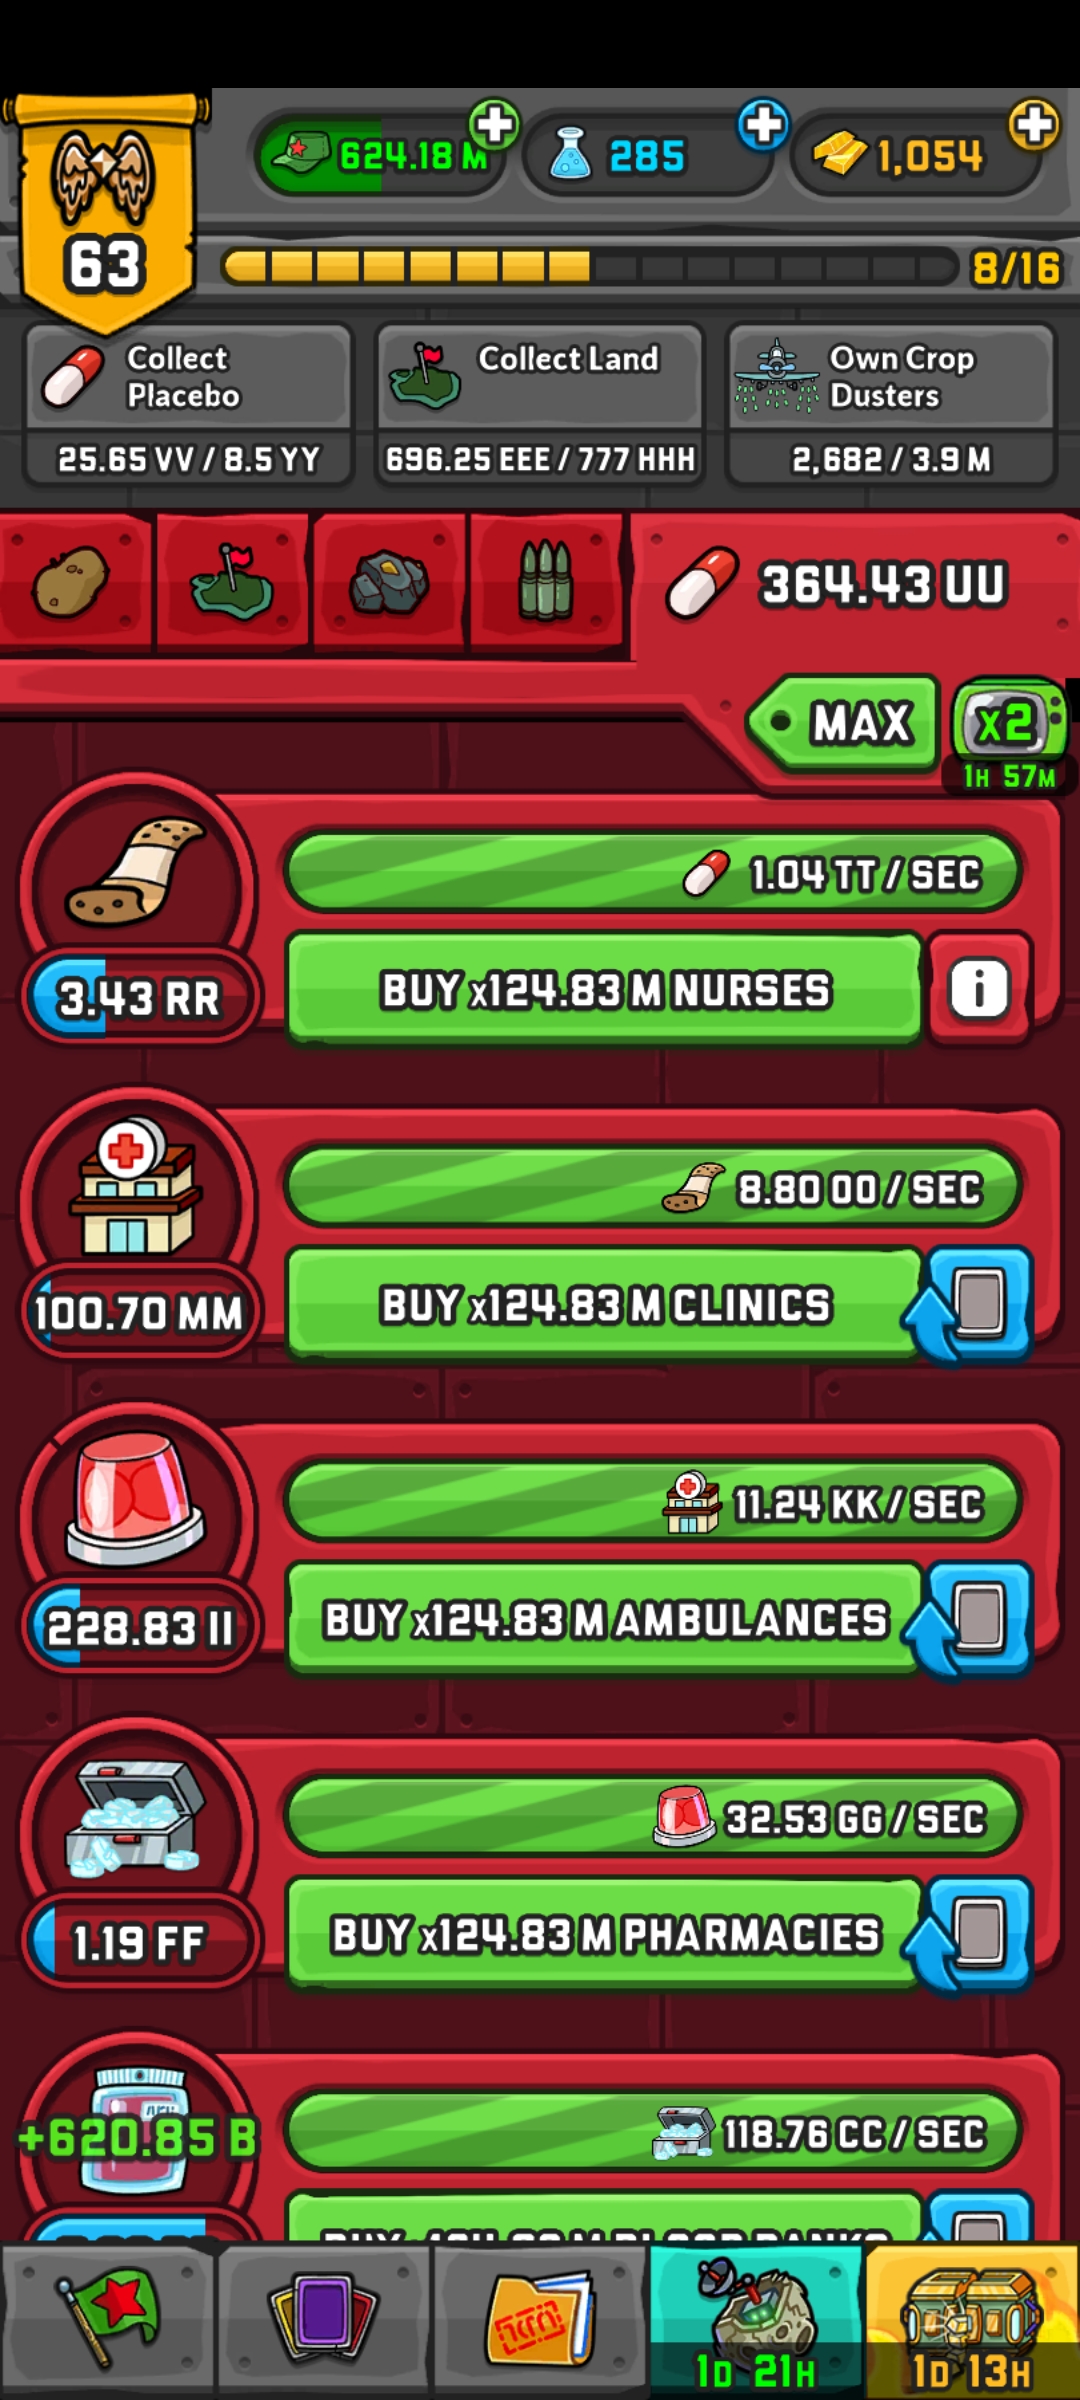 624.18 M
285
1,054
63
8/16
Collect
Placebo
25.65 VV / 8.5 YY
Collect Land
696.25 EEE / 777 HHH
Own Crop
Dusters
2,682 / 3.9 M
364.43 UU
MAX
x2
1H 57M
1.04 TT / SEC
3.43 RR
BUY x124.83 M NURSES
8.80 OO / SEC
100.70 MM
BUY x124.83 M CLINICS
11.24 KK / SEC
228.83 II
BUY x124.83 M AMBULANCES
32.53 GG / SEC
1.19 FF
BUY x124.83 M PHARMACIES
+620.85 B
118.76 CC / SEC
1D 21H
1D 13H